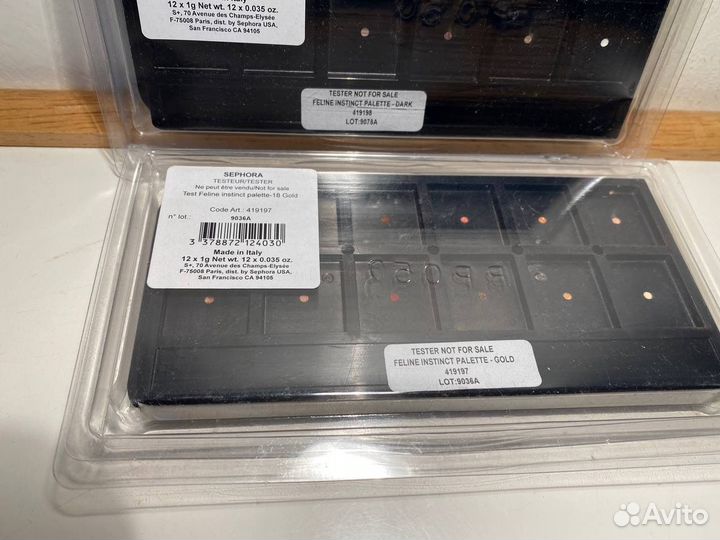 12 x 1g Net wt. 12 x 0.035 oz.
S+, 70 Avenue des Champs-Elysée
F-75008 Paris, dist. by Sephora USA,
San Francisco CA 94105
TESTER NOT FOR SALE
FELINE INSTINCT PALETTE - DARK
419198
LOT:9078A
SEPHORA
TESTEUR/TESTER
Ne peut être vendu/Not for sale
Test Feline instinct palette-18 Gold
Code Art.: 419197
n° lot.: 9036A
3 378872 124030
Made in Italy
12 x 1g Net wt. 12 x 0.035 oz.
S+, 70 Avenue des Champs-Elysée
F-75008 Paris, dist. by Sephora USA,
San Francisco CA 94105
TESTER NOT FOR SALE
FELINE INSTINCT PALETTE - GOLD
419197
LOT:9036A
Avito